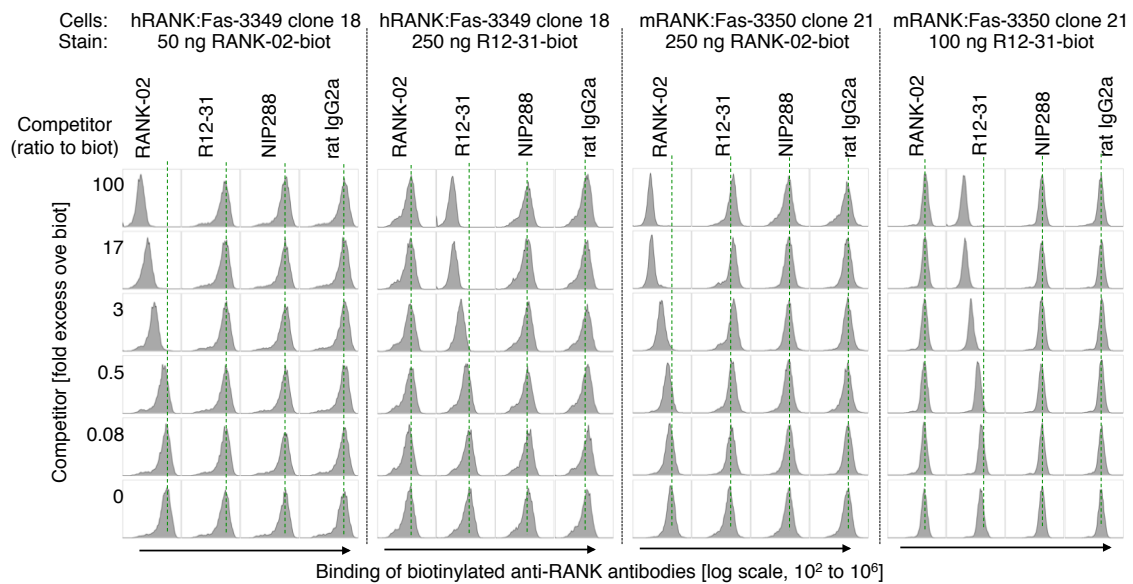 Cells: hRANK:Fas-3349 clone 18 hRANK:Fas-3349 clone 18 mRANK:Fas-3350 clone 21 mRANK:Fas-3350 clone 21
Stain: 50 ng RANK-02-biot 250 ng R12-31-biot 250 ng RANK-02-biot 100 ng R12-31-biot
Competitor
(ratio to biot)
RANK-02 R12-31 NIP288 rat IgG2a RANK-02 R12-31 NIP288 rat IgG2a RANK-02 R12-31 NIP288 rat IgG2a RANK-02 R12-31 NIP288 rat IgG2a
Competitor [fold excess ove biot]
100
17
3
0.5
0.08
0
Binding of biotinylated anti-RANK antibodies [log scale, 10² to 10⁶]